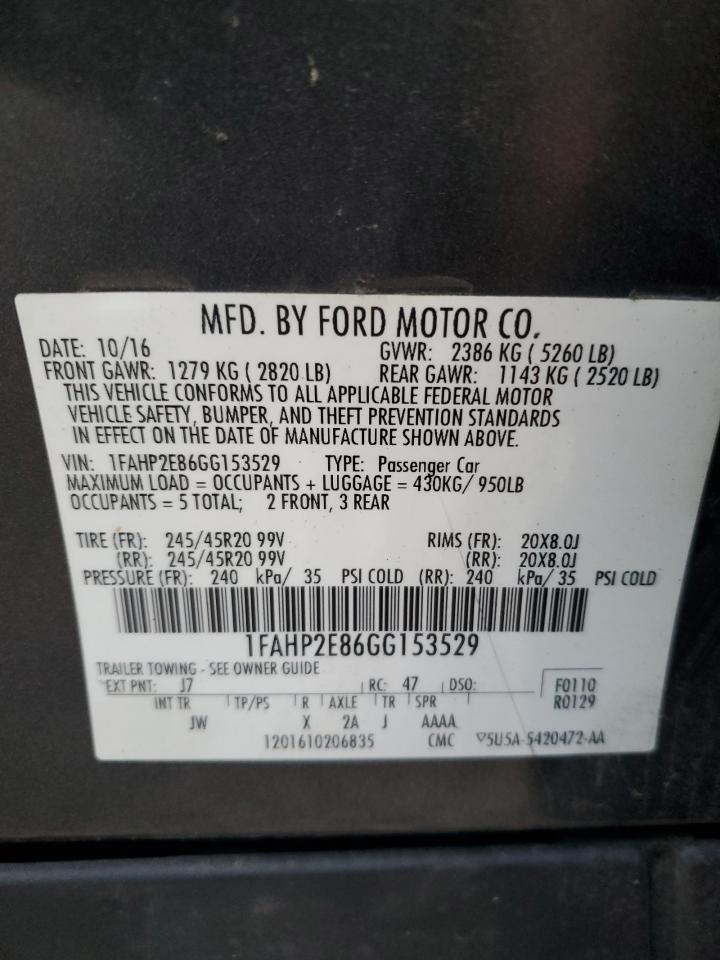 MFD. BY FORD MOTOR CO.
DATE: 10/16 GVWR: 2386 KG ( 5260 LB)
FRONT GAWR: 1279 KG ( 2820 LB) REAR GAWR: 1143 KG ( 2520 LB)
THIS VEHICLE CONFORMS TO ALL APPLICABLE FEDERAL MOTOR
VEHICLE SAFETY, BUMPER, AND THEFT PREVENTION STANDARDS
IN EFFECT ON THE DATE OF MANUFACTURE SHOWN ABOVE.
VIN: 1FAHP2E86GG153529 TYPE: Passenger Car
MAXIMUM LOAD = OCCUPANTS + LUGGAGE = 430KG/ 950LB
OCCUPANTS = 5 TOTAL; 2 FRONT, 3 REAR
TIRE (FR): 245/45R20 99V RIMS (FR): 20X8.0J
(RR): 245/45R20 99V (RR): 20X8.0J
PRESSURE (FR): 240 kPa/ 35 PSI COLD (RR): 240 kPa/ 35 PSI COLD
1FAHP2E86GG153529
TRAILER TOWING - SEE OWNER GUIDE
EXT PNT: J7 RC: 47 DSO: F0110
INT TR TP/PS R AXLE TR SPR R0129
JW X 2A J AAAA
1201610206835 CMC 5U5A-5420472-AA